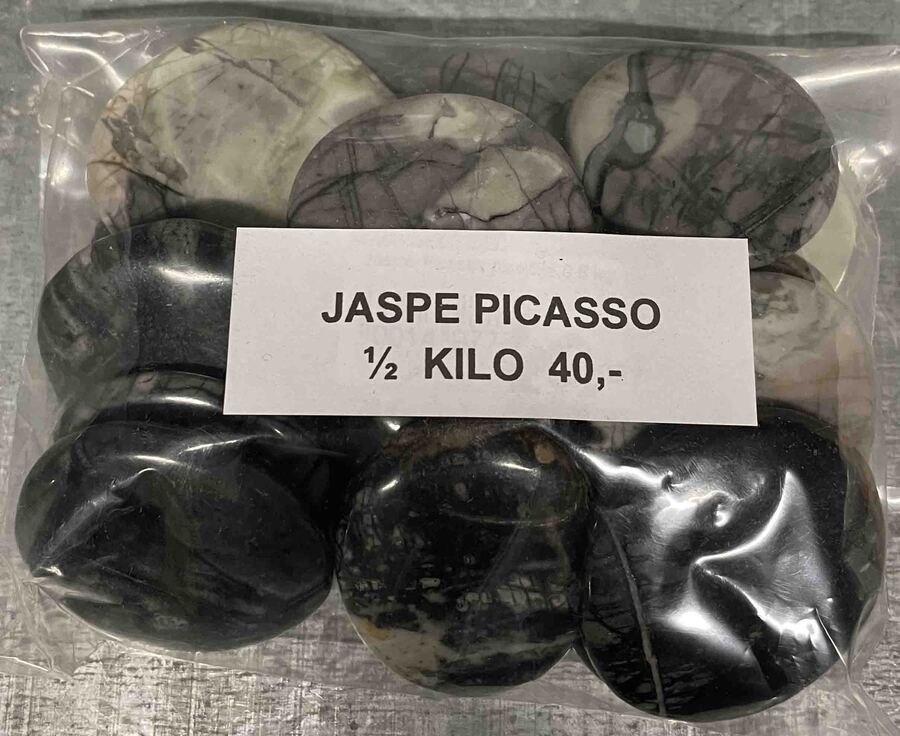 JASPE PICASSO
½ KILO 40,-